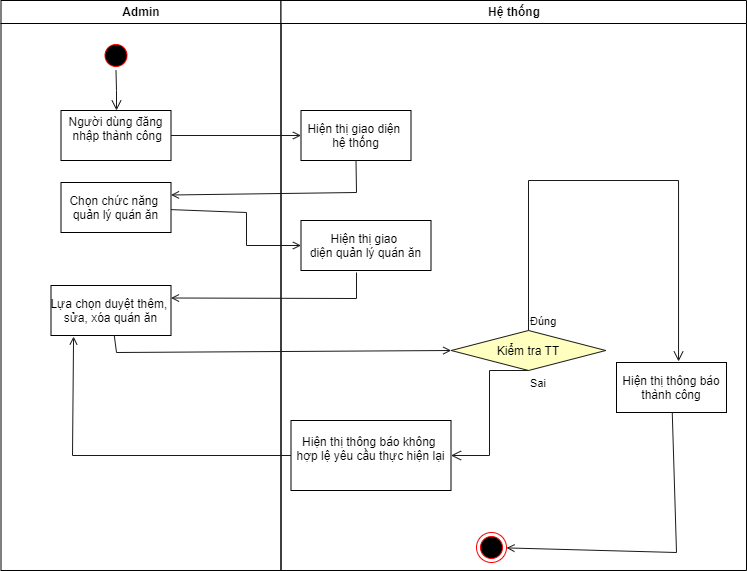 Admin
Hệ thống
Người dùng đăng
nhập thành công
Hiện thị giao diện
hệ thống
Chọn chức năng
quản lý quán ăn
Hiện thị giao
diện quản lý quán ăn
Lựa chọn duyệt thêm,
sửa, xóa quán ăn
Đúng
Kiểm tra TT
Sai
Hiện thị thông báo
thành công
Hiện thị thông báo không
hợp lệ yêu cầu thực hiện lại